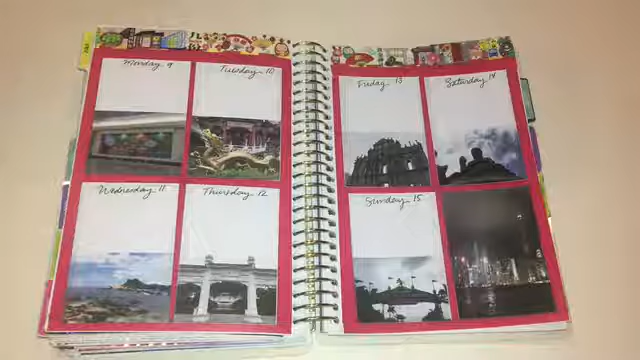 Monday 9
Tuesday 10
Wednesday 11
Thursday 12
Friday 13
Saturday 14
Sunday 15